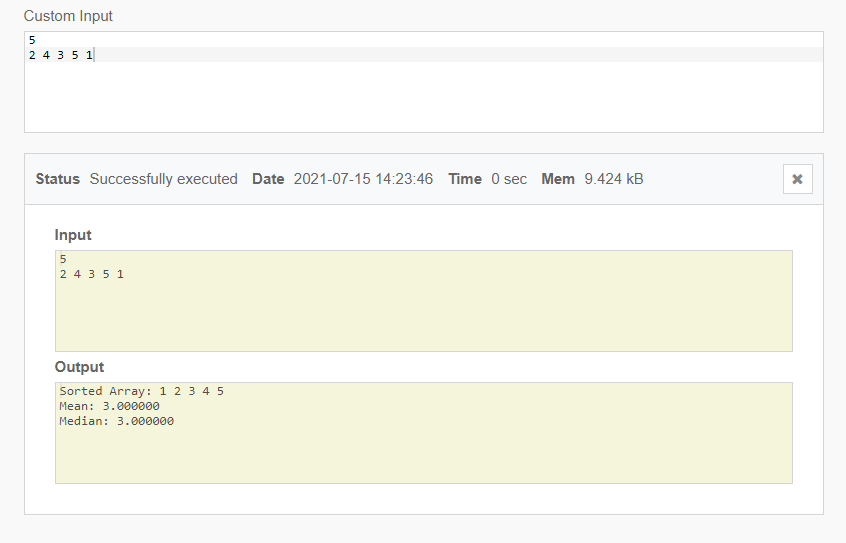 Custom Input
5
2 4 3 5 1
Status Successfully executed Date 2021-07-15 14:23:46 Time 0 sec Mem 9.424 kB
Input
5
2 4 3 5 1
Output
Sorted Array: 1 2 3 4 5
Mean: 3.000000
Median: 3.000000